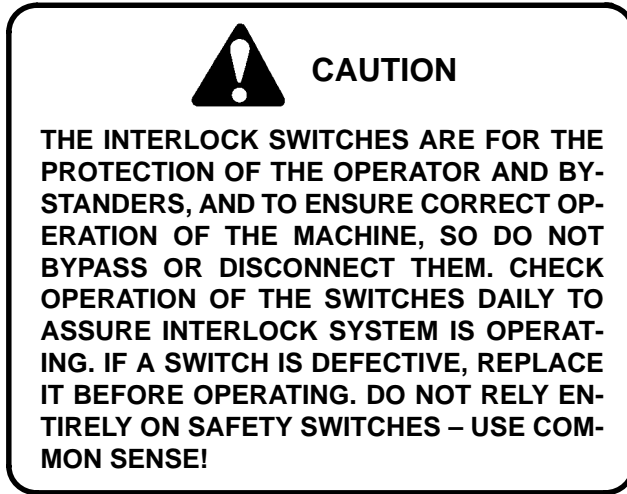 CAUTION
THE INTERLOCK SWITCHES ARE FOR THE
PROTECTION OF THE OPERATOR AND BY-
STANDERS, AND TO ENSURE CORRECT OP-
ERATION OF THE MACHINE, SO DO NOT
BYPASS OR DISCONNECT THEM. CHECK
OPERATION OF THE SWITCHES DAILY TO
ASSURE INTERLOCK SYSTEM IS OPERAT-
ING. IF A SWITCH IS DEFECTIVE, REPLACE
IT BEFORE OPERATING. DO NOT RELY EN-
TIRELY ON SAFETY SWITCHES – USE COM-
MON SENSE!